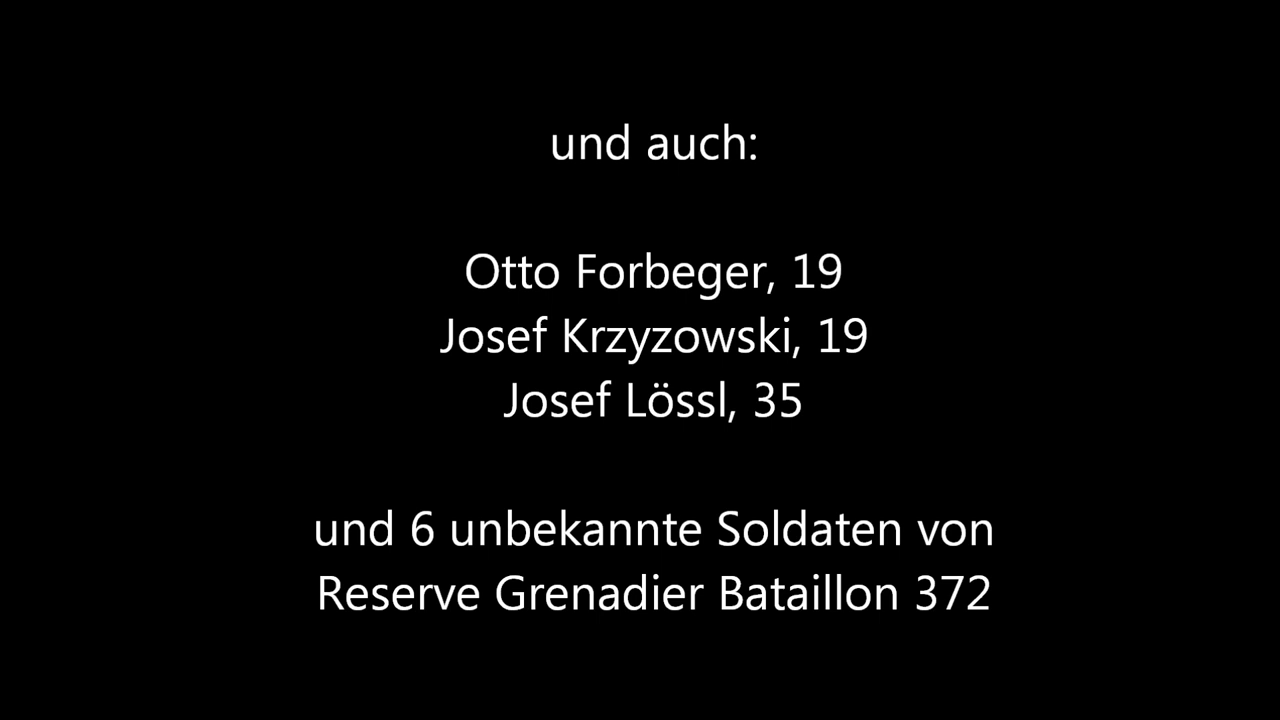 und auch:
Otto Forbeger, 19
Josef Krzyzowski, 19
Josef Lössl, 35
und 6 unbekannte Soldaten von
Reserve Grenadier Bataillon 372